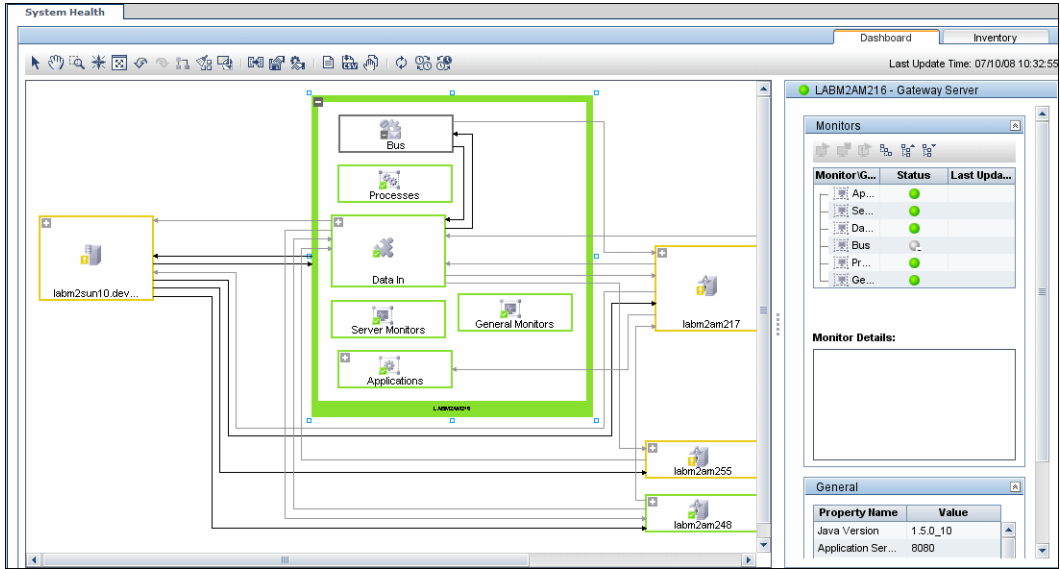 System Health
Dashboard
Inventory
Last Update Time: 07/10/08 10:32:55
Bus
Processes
Data In
Server Monitors
General Monitors
Applications
LABM2AM216
labm2sun10.dev...
labm2am217
labm2am255
labm2am248
LABM2AM216 - Gateway Server
Monitors
Monitor\G... Status Last Upda...
Ap...
Se...
Da...
Bus
Pr...
Ge...
Monitor Details:
General
Property Name Value
Java Version 1.5.0_10
Application Ser... 8080